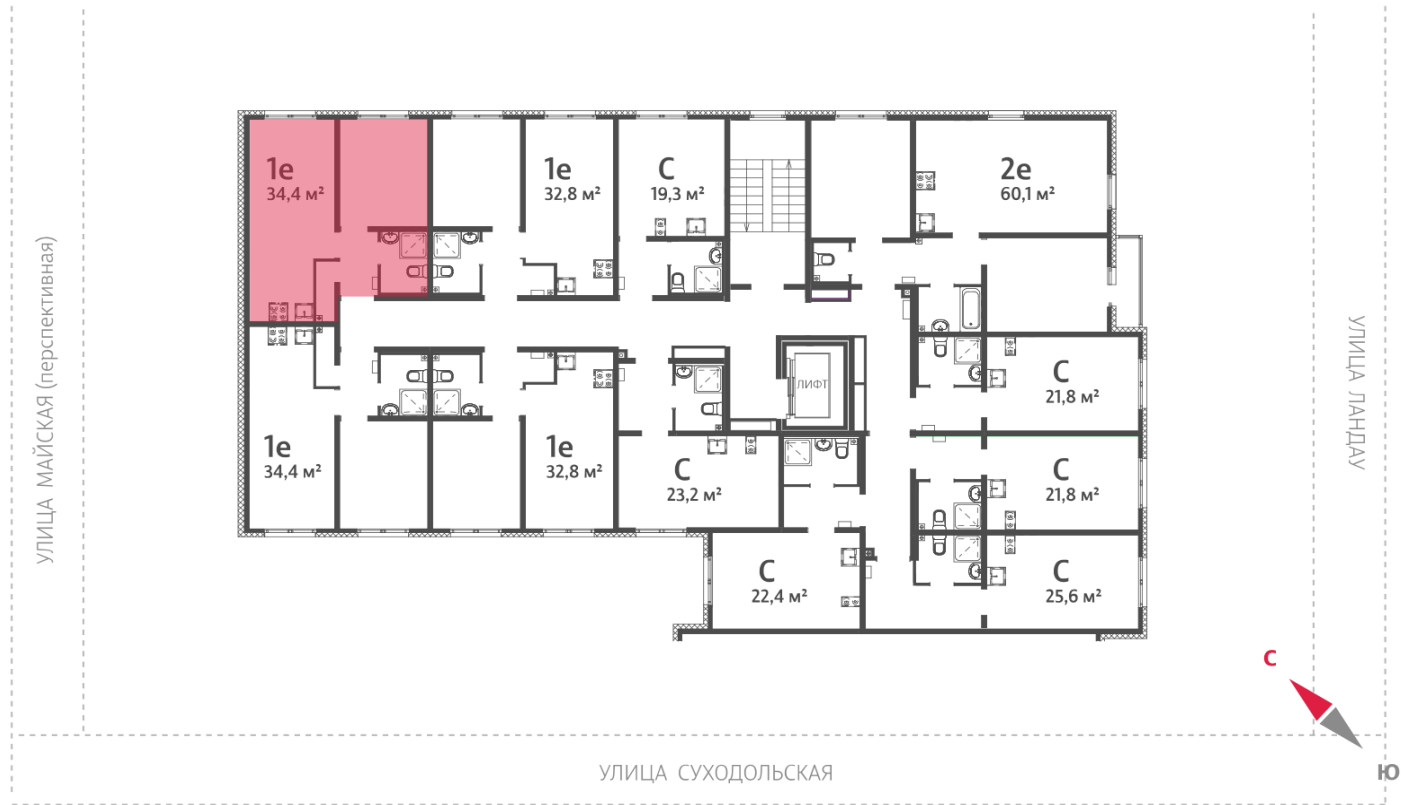 1е
34,4 м²
1е
32,8 м²
С
19,3 м²
2е
60,1 м²
УЛИЦА МАЙСКАЯ (перспективная)
УЛИЦА ЛАНДАУ
ЛИФТ
С
21,8 м²
1е
34,4 м²
1е
32,8 м²
С
23,2 м²
С
21,8 м²
С
22,4 м²
С
25,6 м²
С
Ю
УЛИЦА СУХОДОЛЬСКАЯ